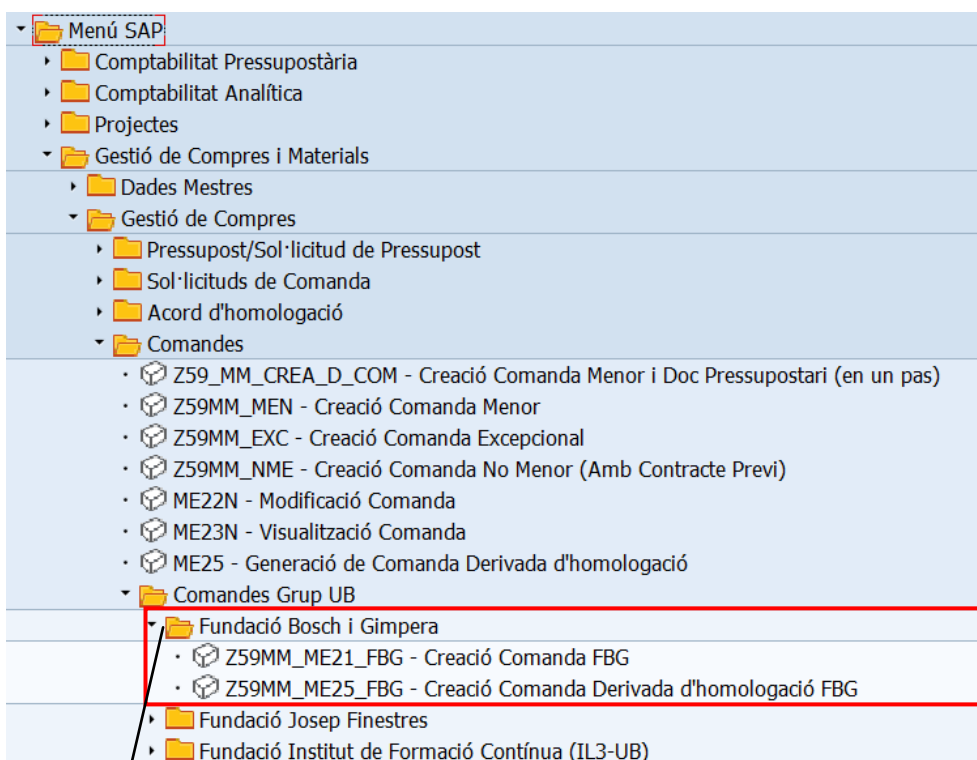 Menú SAP
Comptabilitat Pressupostària
Comptabilitat Analítica
Projectes
Gestió de Compres i Materials
Dades Mestres
Gestió de Compres
Pressupost/Sol·licitud de Pressupost
Sol·licituds de Comanda
Acord d'homologació
Comandes
Z59_MM_CREA_D_COM - Creació Comanda Menor i Doc Pressupostari (en un pas)
Z59MM_MEN - Creació Comanda Menor
Z59MM_EXC - Creació Comanda Excepcional
Z59MM_NME - Creació Comanda No Menor (Amb Contracte Previ)
ME22N - Modificació Comanda
ME23N - Visualització Comanda
ME25 - Generació de Comanda Derivada d'homologació
Comandes Grup UB
Fundació Bosch i Gimpera
Z59MM_ME21_FBG - Creació Comanda FBG
Z59MM_ME25_FBG - Creació Comanda Derivada d'homologació FBG
Fundació Josep Finestres
Fundació Institut de Formació Contínua (IL3-UB)